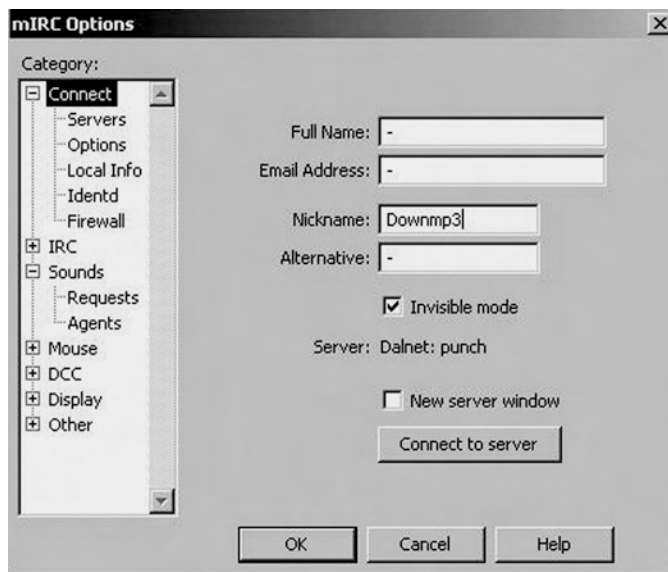 mIRC Options
Category:
Connect
Servers
Options
Local Info
Identd
Firewall
IRC
Sounds
Requests
Agents
Mouse
DCC
Display
Other
Full Name: -
Email Address: -
Nickname: Downmp3
Alternative: -
Invisible mode
Server: Dalnet: punch
New server window
Connect to server
OK Cancel Help